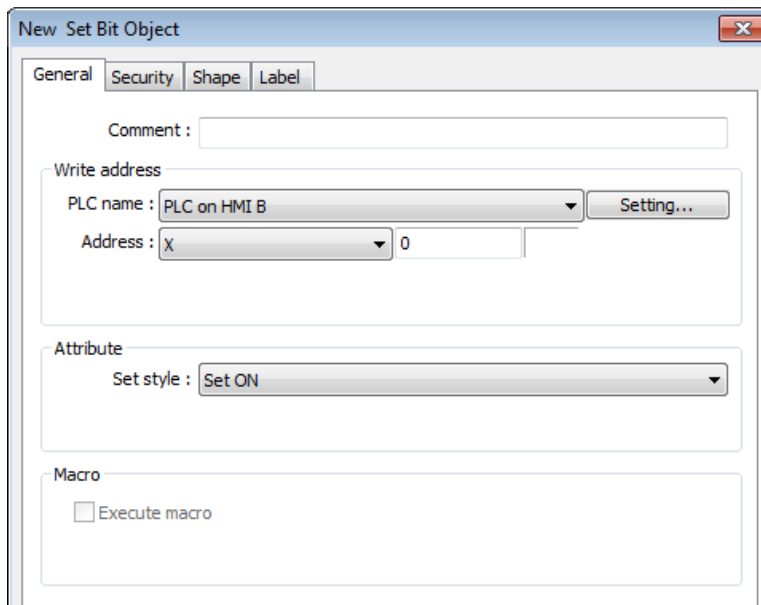 New Set Bit Object
General Security Shape Label
Comment :
Write address
PLC name : PLC on HMI B Setting...
Address : X 0
Attribute
Set style : Set ON
Macro
Execute macro